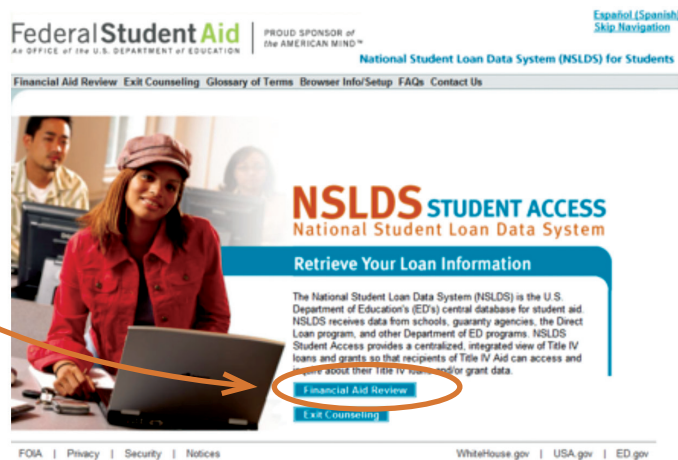 Español (Spanish)
Skip Navigation
Federal Student Aid
An OFFICE of the U.S. DEPARTMENT of EDUCATION
PROUD SPONSOR of
the AMERICAN MIND™
National Student Loan Data System (NSLDS) for Students
Financial Aid Review Exit Counseling Glossary of Terms Browser Info/Setup FAQs Contact Us
NSLDS STUDENT ACCESS
National Student Loan Data System
Retrieve Your Loan Information
The National Student Loan Data System (NSLDS) is the U.S.
Department of Education's (ED's) central database for student aid.
NSLDS receives data from schools, guaranty agencies, the Direct
Loan program, and other Department of ED programs. NSLDS
Student Access provides a centralized, integrated view of Title IV
loans and grants so that recipients of Title IV Aid can access and
inquire about their Title IV loans and/or grant data.
Financial Aid Review
Exit Counseling
FOIA | Privacy | Security | Notices
WhiteHouse.gov | USA.gov | ED.gov